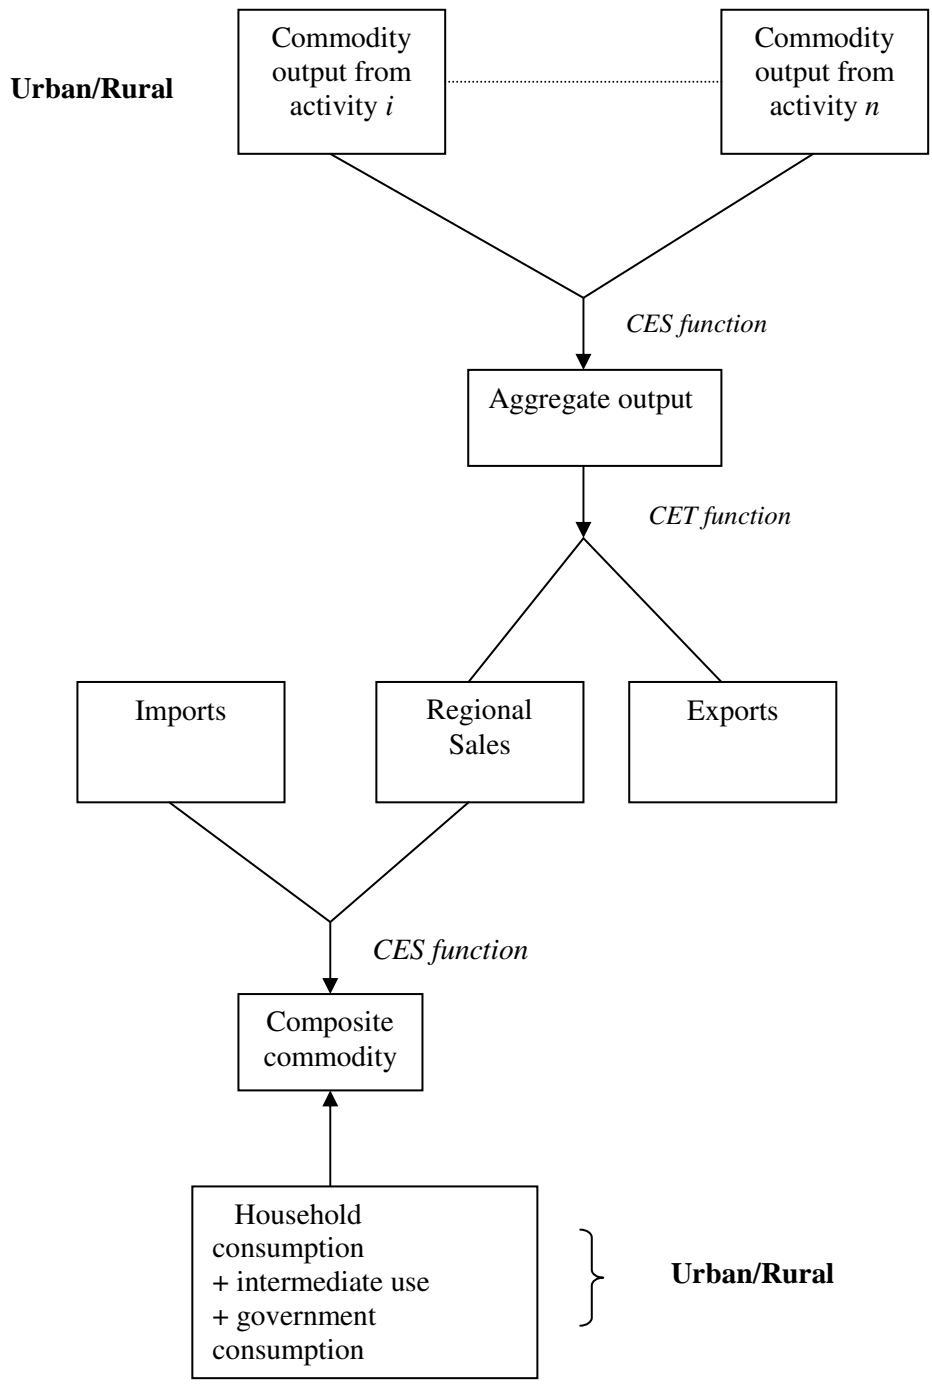 Urban/Rural
Commodity
output from
activity i
Commodity
output from
activity n
CES function
Aggregate output
CET function
Imports
Regional
Sales
Exports
CES function
Composite
commodity
Household
consumption
+ intermediate use
+ government
consumption
Urban/Rural